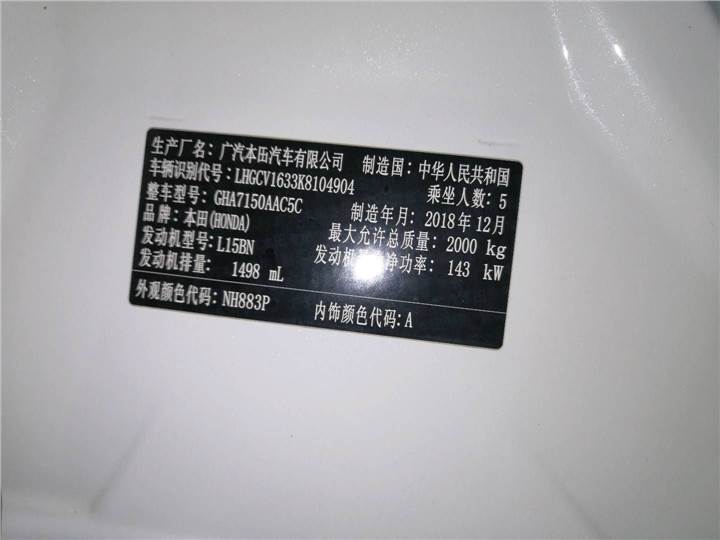 生产厂名：广汽本田汽车有限公司 制造国：中华人民共和国
车辆识别代号：LHGCV1633K8104904 乘坐人数：5
整车型号：GHA7150AAC5C 制造年月：2018年12月
品牌：本田(HONDA) 最大允许总质量：2000 kg
发动机型号：L15BN 发动机 净功率：143 kW
发动机排量： 1498 mL
外观颜色代码：NH883P 内饰颜色代码：A